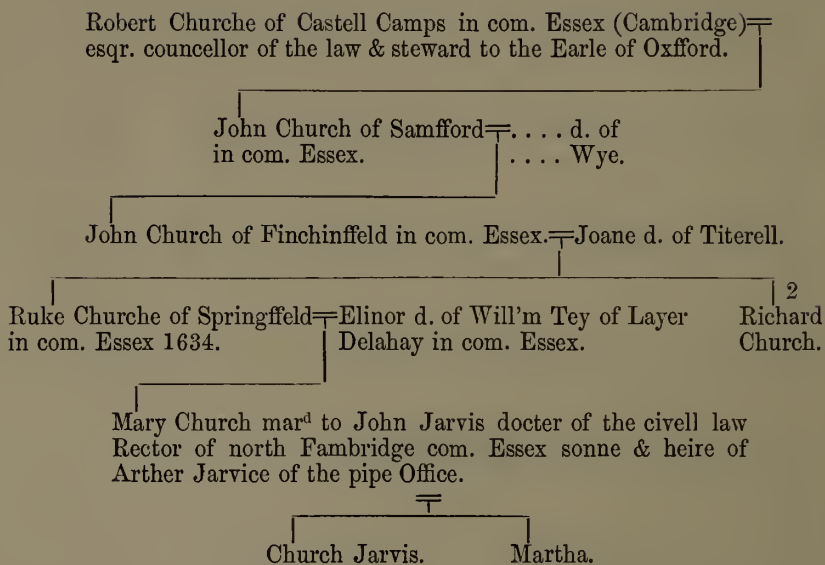 Robert Churche of Castell Camps in com. Essex (Cambridge)
esqr. councellor of the law & steward to the Earle of Oxfford.
John Church of Samfford
in com. Essex.
.... d. of
.... Wye.
John Church of Finchinffeld in com. Essex.
Joane d. of Titerell.
Ruke Churche of Springffeld
in com. Essex 1634.
Elinor d. of Will'm Tey of Layer
Delahay in com. Essex.
2
Richard
Church.
Mary Church mard to John Jarvis docter of the civell law
Rector of north Fambridge com. Essex sonne & heire of
Arther Jarvice of the pipe Office.
Church Jarvis. Martha.